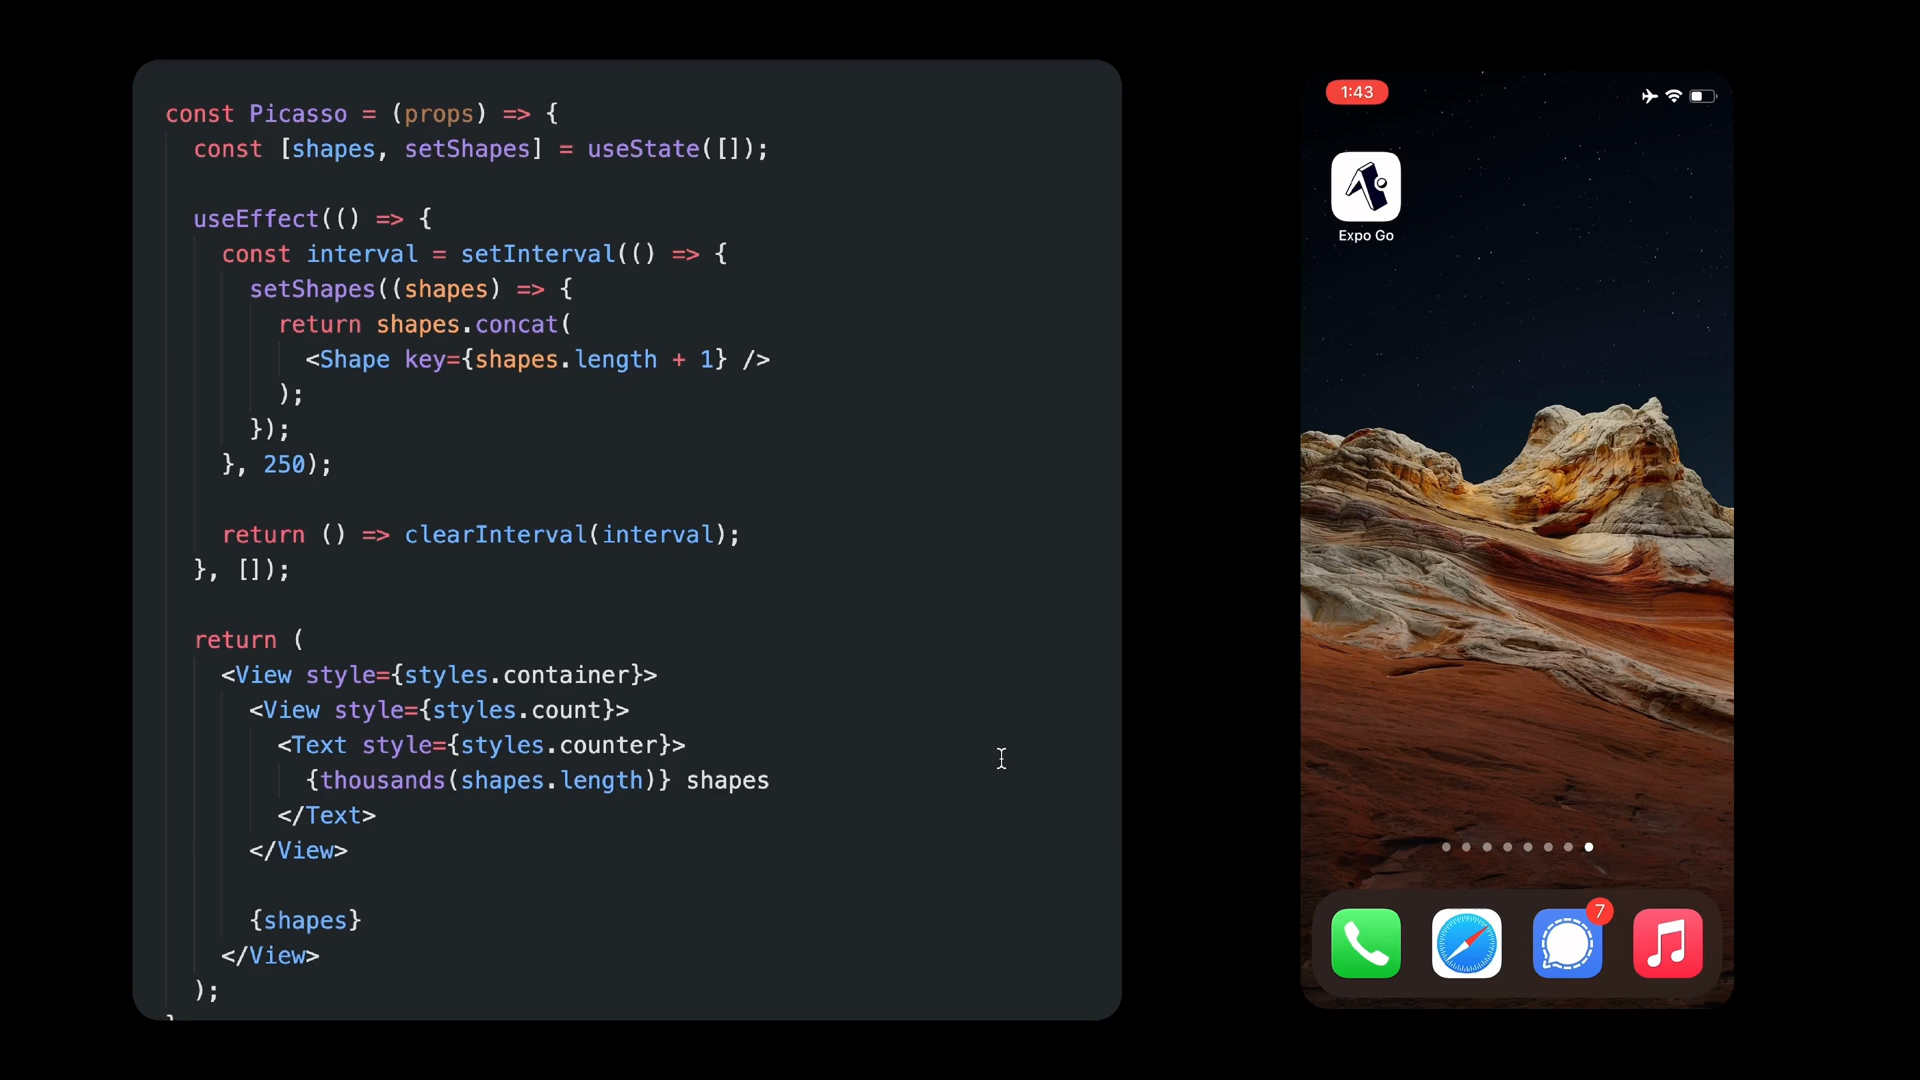 const Picasso = (props) => {
const [shapes, setShapes] = useState([]);
useEffect(() => {
const interval = setInterval(() => {
setShapes((shapes) => {
return shapes.concat(
<Shape key={shapes.length + 1} />
);
});
}, 250);
return () => clearInterval(interval);
}, []);
return (
<View style={styles.container}>
<View style={styles.count}>
<Text style={styles.counter}>
{thousands(shapes.length)} shapes
</Text>
</View>
{shapes}
</View>
);
1:43
Expo Go
7